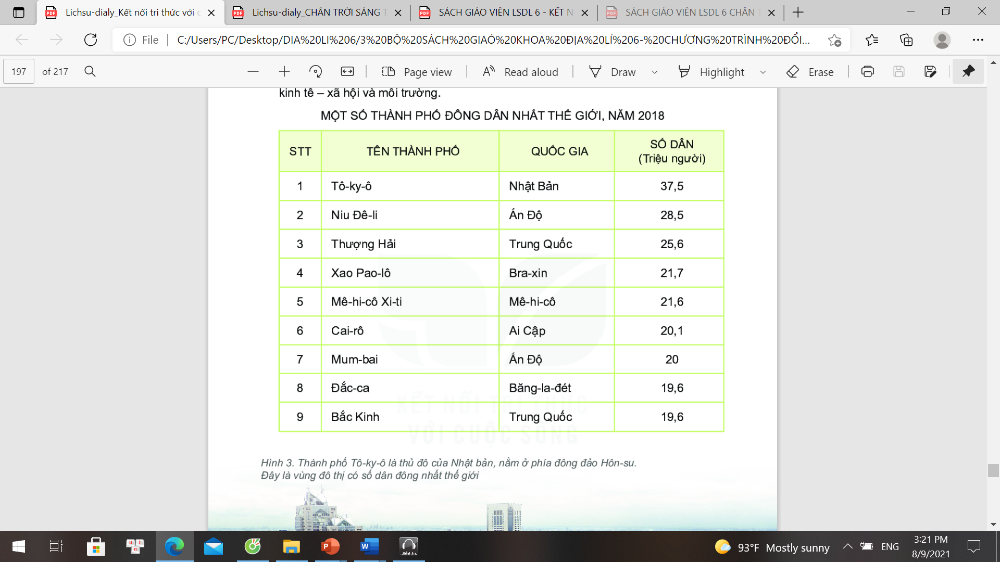 Lichsu-dialy_Kết nối tri thức với c
Lichsu-dialy_CHÂN TRỜI SÁNG T
SÁCH GIÁO VIÊN LSDL 6 - KẾT N
SÁCH GIÁO VIÊN LSDL 6 CHÂN T
File
C:/Users/PC/Desktop/DIA%20LI%206/3%20BỘ%20SÁCH%20GIAÓ%20KHOA%20ĐỊA%20LÍ%206-%20CHƯƠNG%20TRÌNH%20ĐỔI...
197 of 217
Page view
Read aloud
Draw
Highlight
Erase
kinh tế – xã hội và môi trường.
MỘT SỐ THÀNH PHỐ ĐÔNG DÂN NHẤT THẾ GIỚI, NĂM 2018
STT TÊN THÀNH PHỐ QUỐC GIA SỐ DÂN (Triệu người)
1 Tô-ky-ô Nhật Bản 37,5
2 Niu Đê-li Ấn Độ 28,5
3 Thượng Hải Trung Quốc 25,6
4 Xao Pao-lô Bra-xin 21,7
5 Mê-hi-cô Xi-ti Mê-hi-cô 21,6
6 Cai-rô Ai Cập 20,1
7 Mum-bai Ấn Độ 20
8 Đắc-ca Băng-la-đét 19,6
9 Bắc Kinh Trung Quốc 19,6
KẾT NỐI TRI THỨC
VỚI CUỘC SỐNG
Hình 3. Thành phố Tô-ky-ô là thủ đô của Nhật bản, nằm ở phía đông đảo Hôn-su.
Đây là vùng đô thị có số dân đông nhất thế giới
93°F Mostly sunny
ENG
3:21 PM
8/9/2021